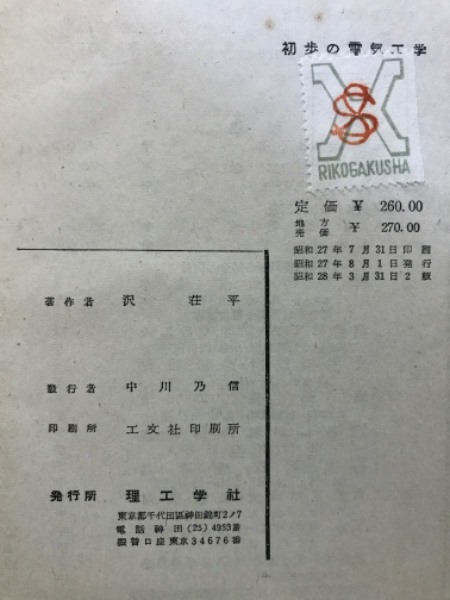 初歩の電気工学
RIKOGAKUSHA
定価 ¥ 260.00
地方売価 ¥ 270.00
昭和27年7月31日印刷
昭和27年8月1日発行
昭和28年3月31日2版
著作者 沢 荘平
発行者 中川乃信
印刷所 工文社印刷所
発行所 理工学社
東京都千代田區神田錦町2ノ7
電話神田(25)4953番
振替口座東京34676番